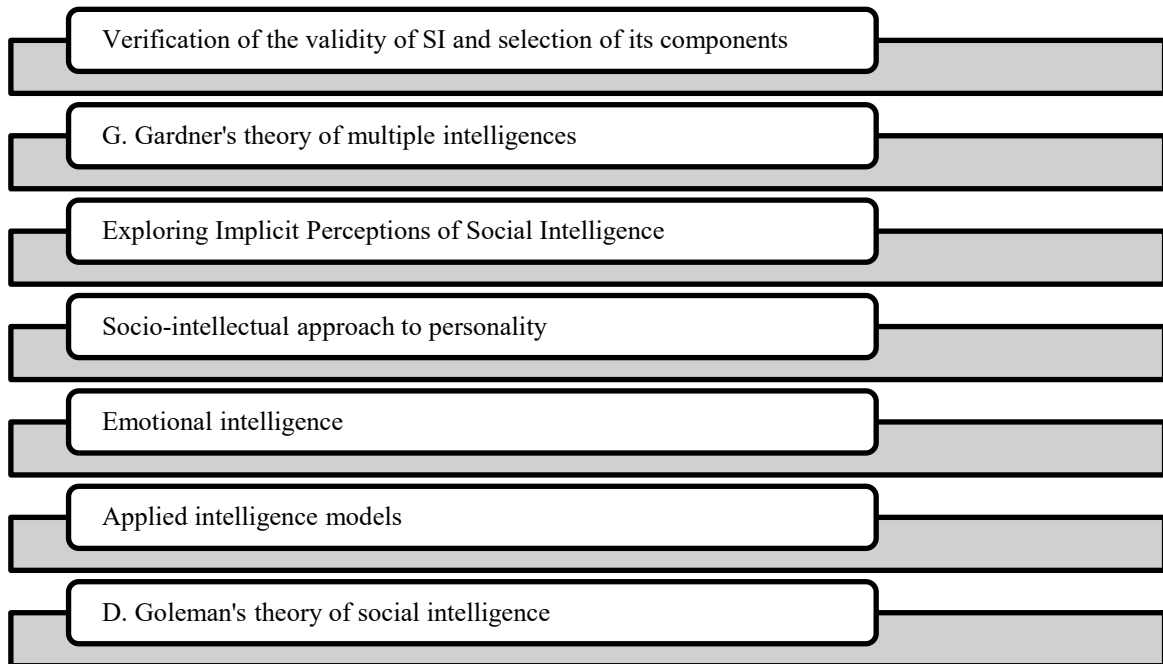 Verification of the validity of SI and selection of its components
G. Gardner's theory of multiple intelligences
Exploring Implicit Perceptions of Social Intelligence
Socio-intellectual approach to personality
Emotional intelligence
Applied intelligence models
D. Goleman's theory of social intelligence